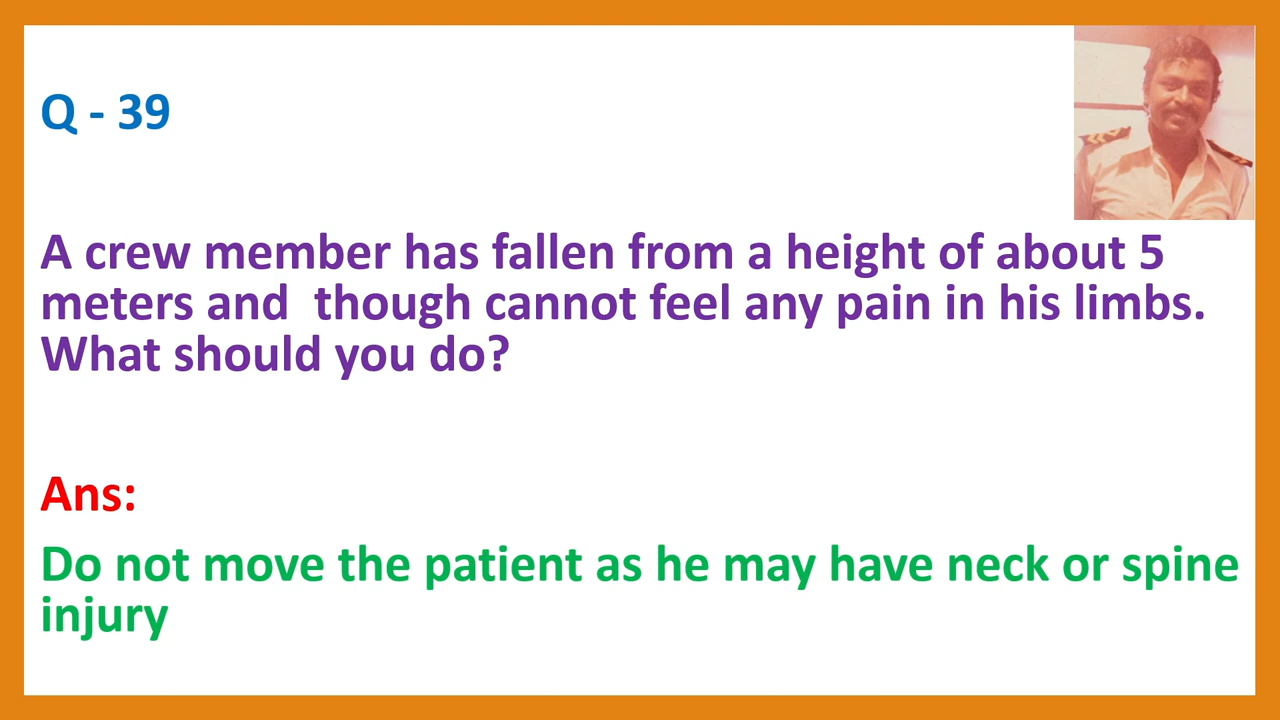 Q - 39
A crew member has fallen from a height of about 5
meters and  though cannot feel any pain in his limbs.
What should you do?
Ans:
Do not move the patient as he may have neck or spine
injury